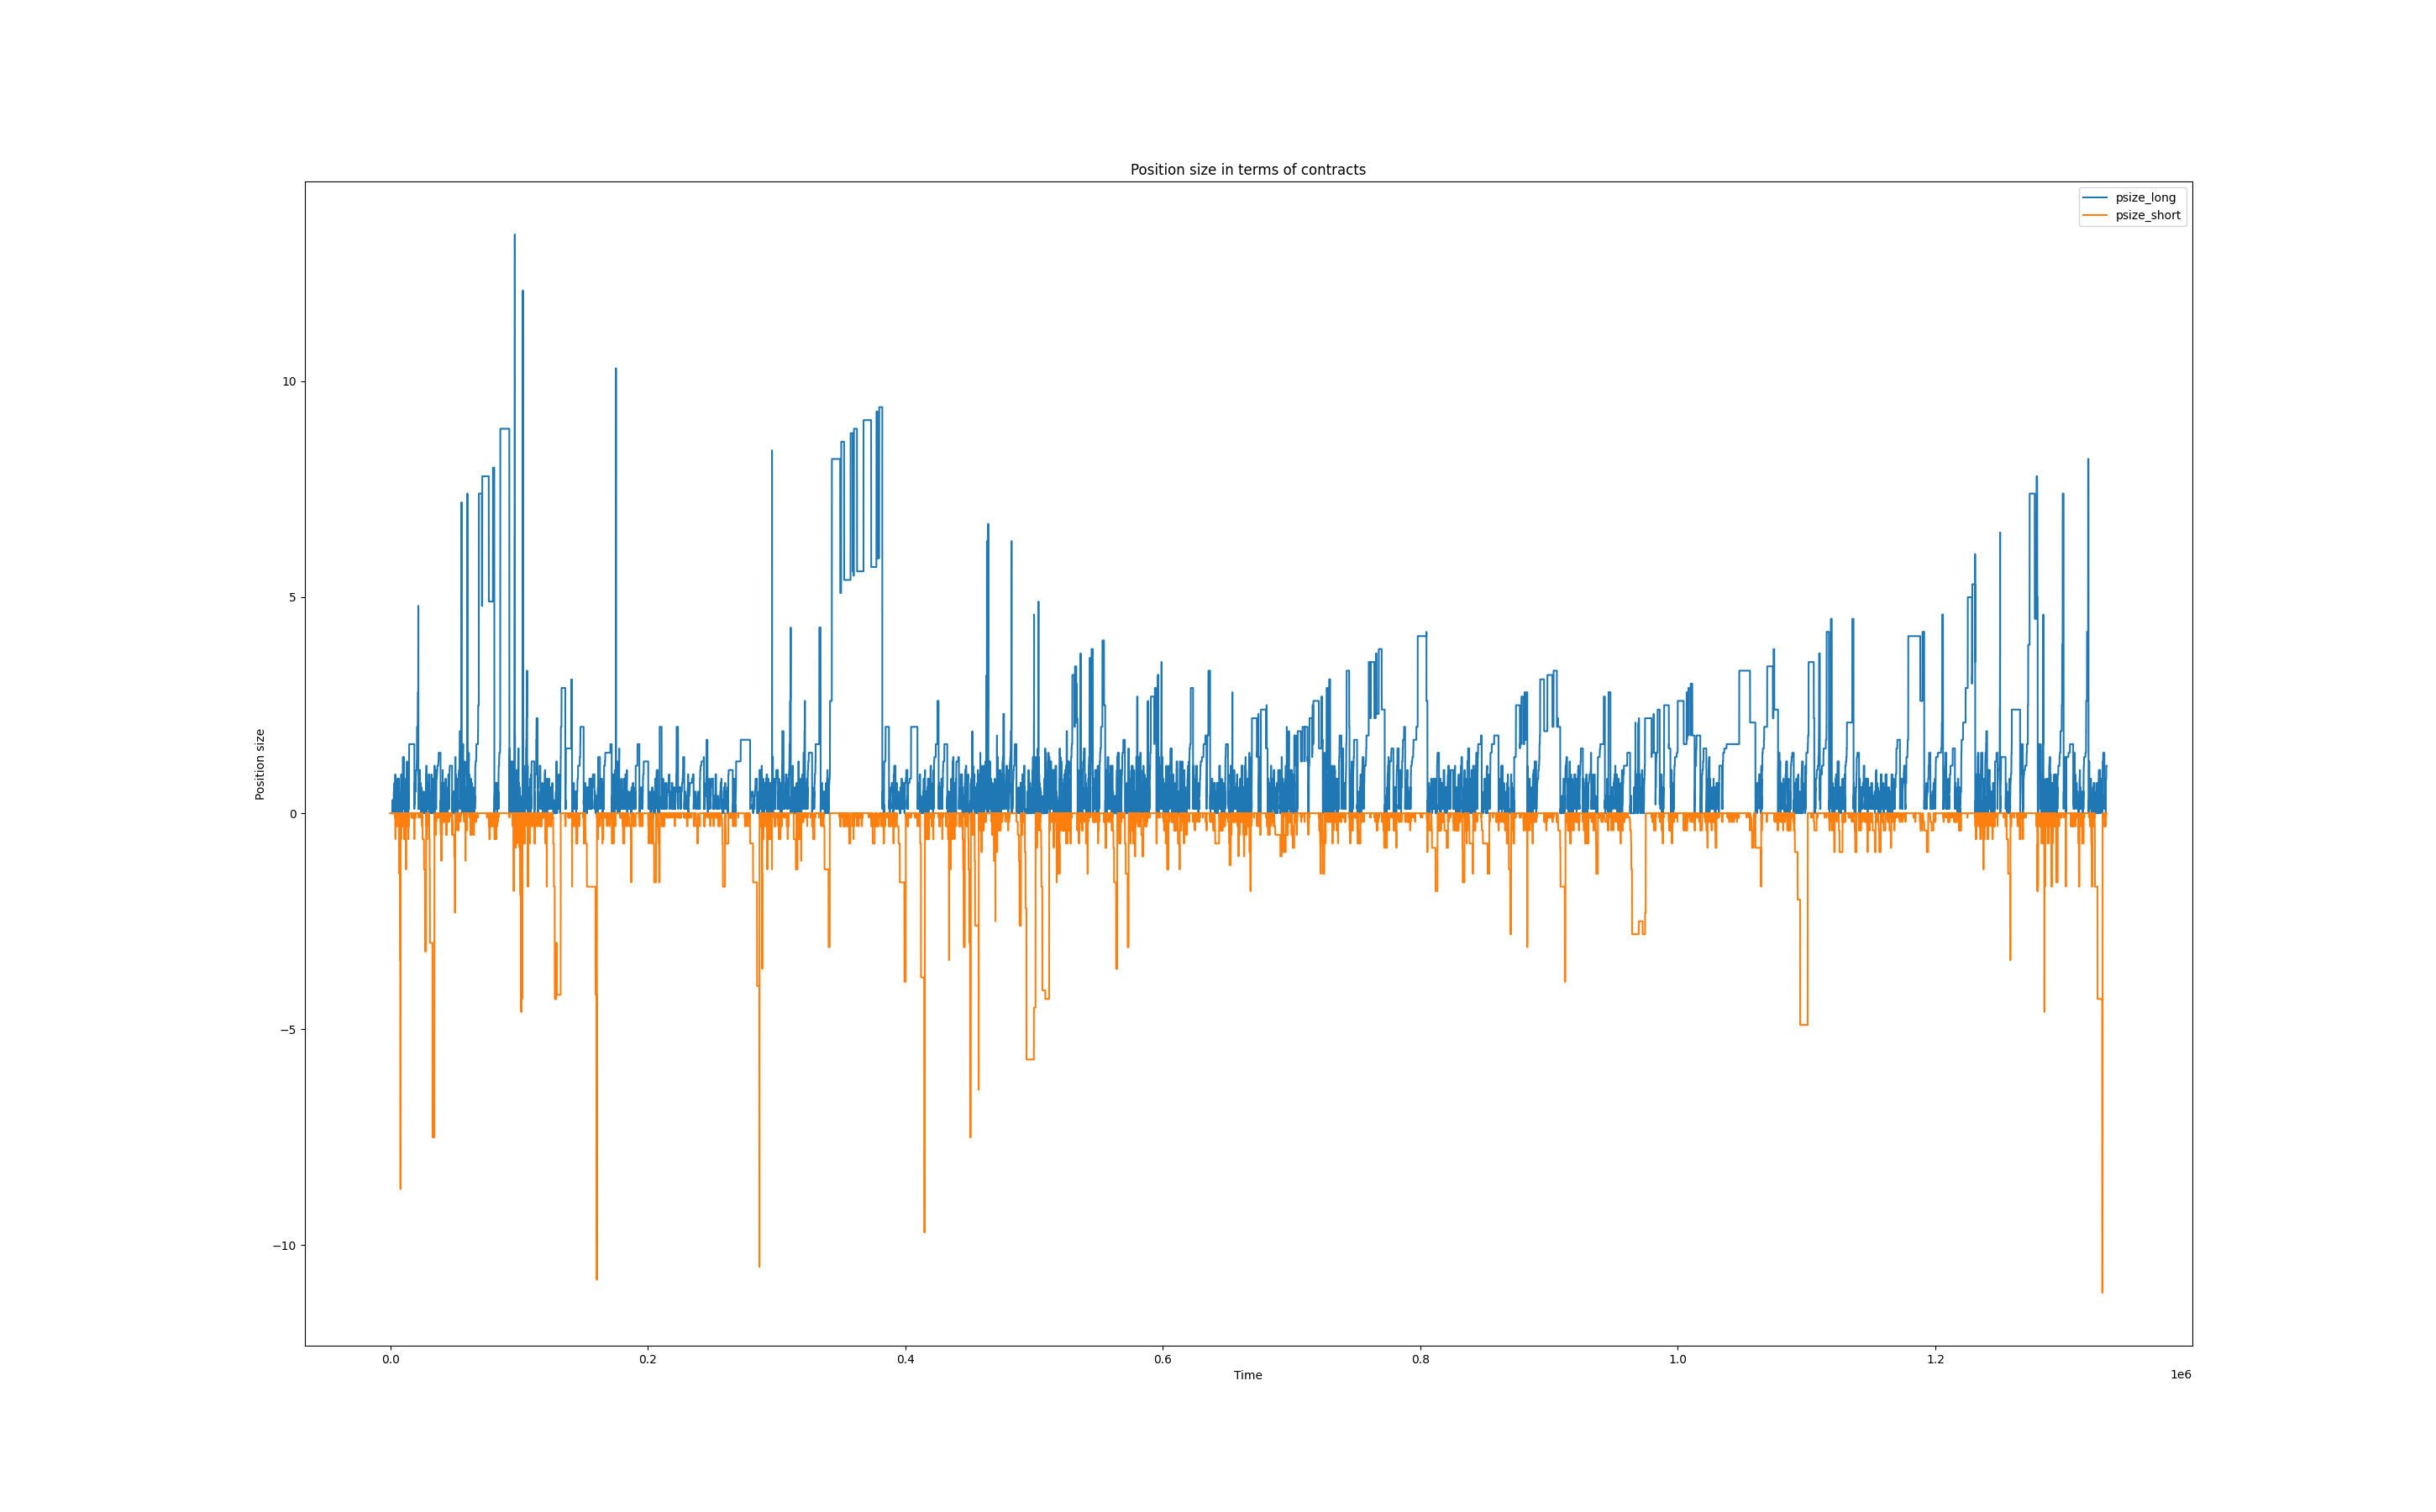 Position size in terms of contracts
psize_long
psize_short
10
5
0
−5
−10
Position size
0.0 0.2 0.4 0.6 0.8 1.0 1.2
Time
1e6